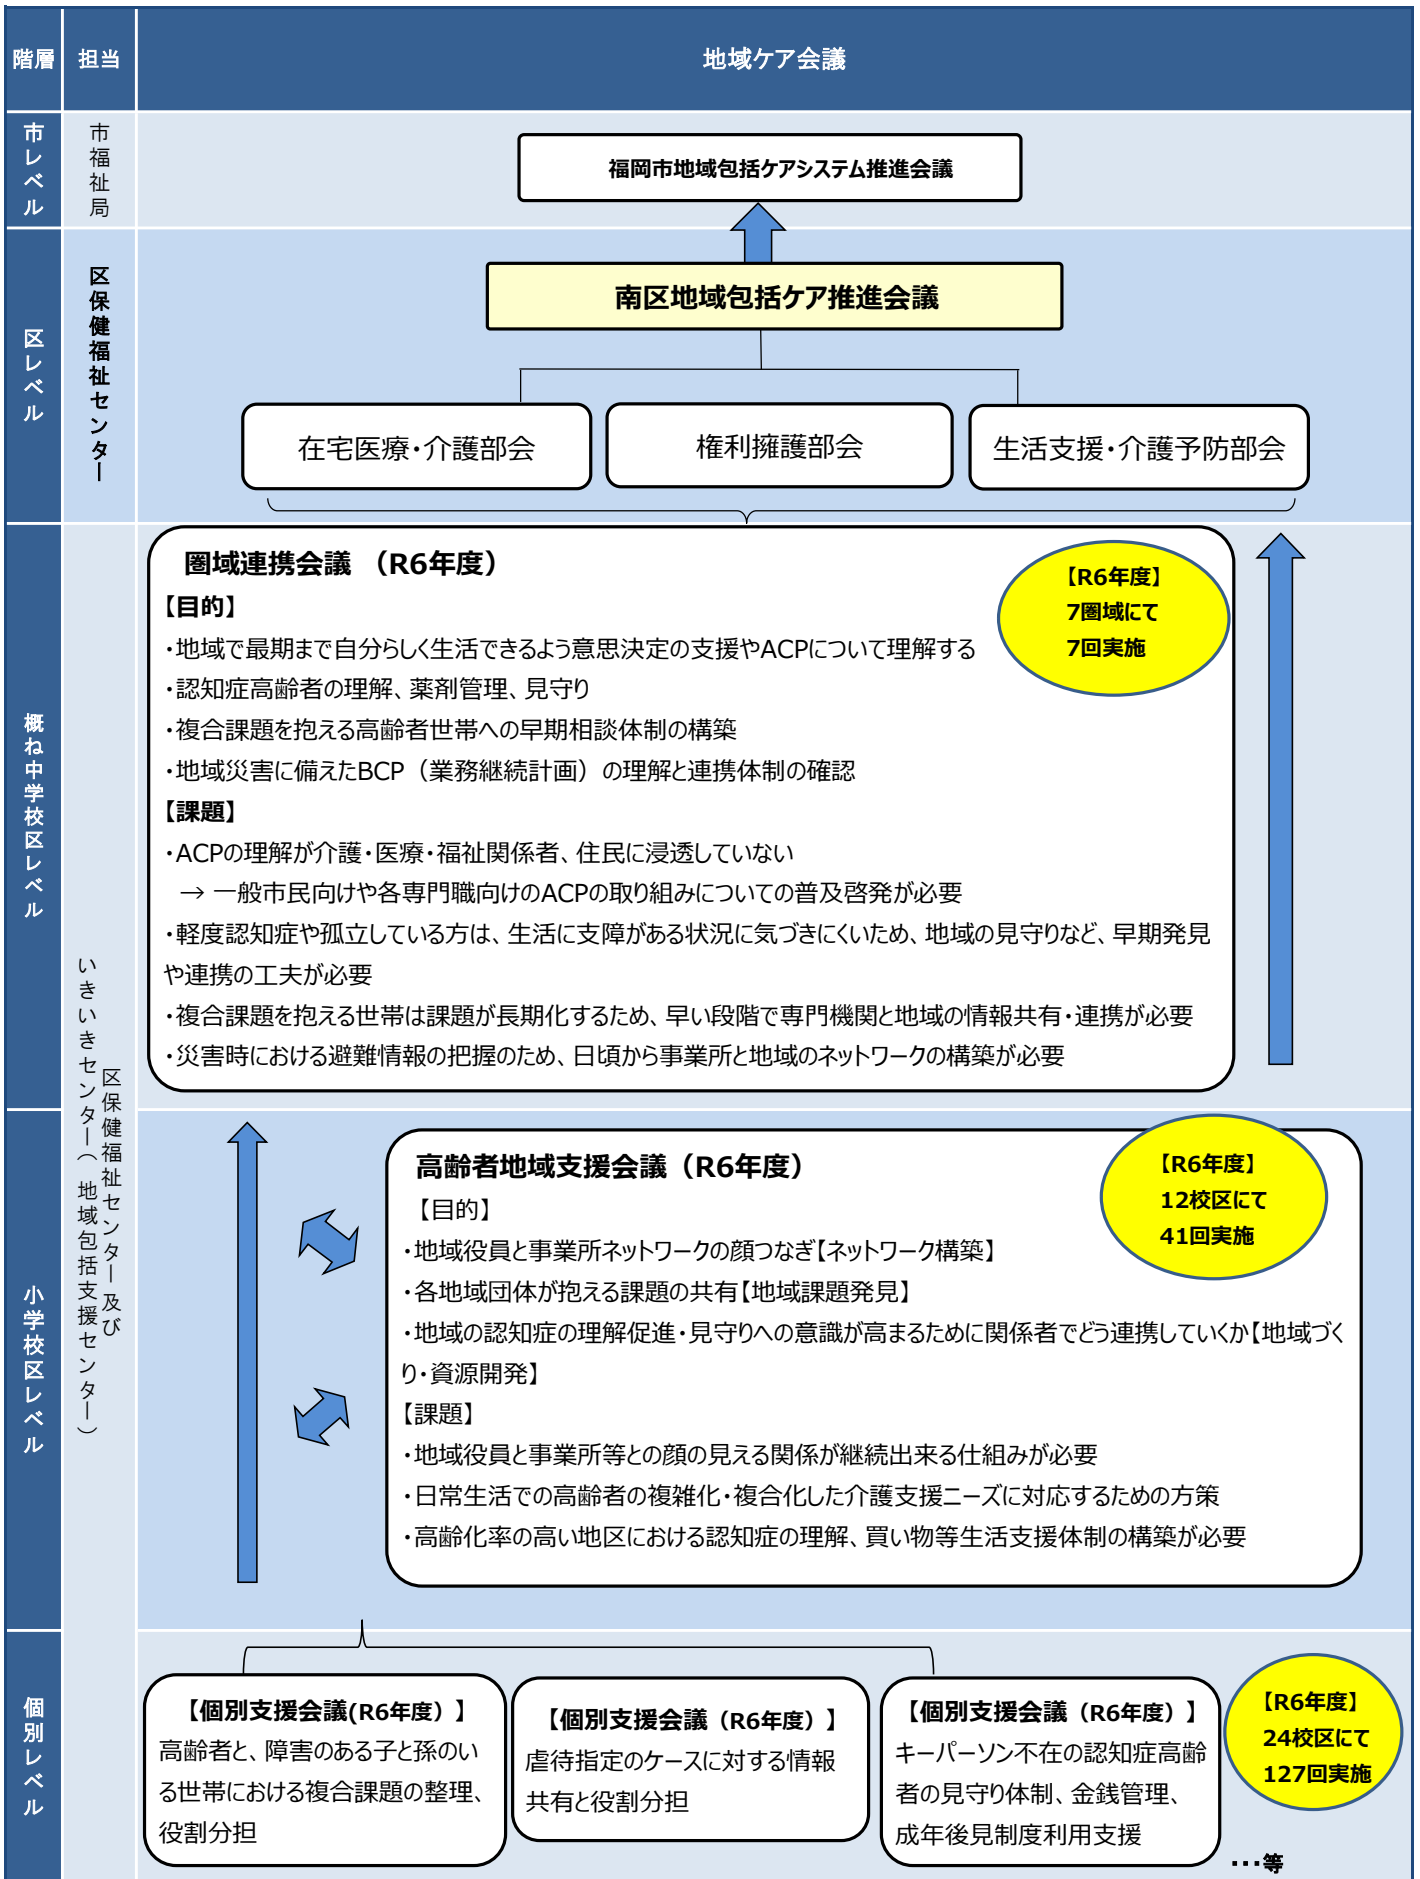 階層
担当
地域ケア会議
市レベル
市福祉局
福岡市地域包括ケアシステム推進会議
区レベル
区保健福祉センター
南区地域包括ケア推進会議
在宅医療・介護部会
権利擁護部会
生活支援・介護予防部会
概ね中学校区レベル
区保健福祉センター及び
いきいきセンター（地域包括支援センター）
圏域連携会議 （R6年度）
【目的】
・地域で最期まで自分らしく生活できるよう意思決定の支援やACPについて理解する
・認知症高齢者の理解、薬剤管理、見守り
・複合課題を抱える高齢者世帯への早期相談体制の構築
・地域災害に備えたBCP（業務継続計画）の理解と連携体制の確認
【課題】
・ACPの理解が介護・医療・福祉関係者、住民に浸透していない
→ 一般市民向けや各専門職向けのACPの取り組みについての普及啓発が必要
・軽度認知症や孤立している方は、生活に支障がある状況に気づきにくいため、地域の見守りなど、早期発見
や連携の工夫が必要
・複合課題を抱える世帯は課題が長期化するため、早い段階で専門機関と地域の情報共有・連携が必要
・災害時における避難情報の把握のため、日頃から事業所と地域のネットワークの構築が必要
【R6年度】
7圏域にて
7回実施
小学校区レベル
高齢者地域支援会議（R6年度）
【目的】
・地域役員と事業所ネットワークの顔つなぎ【ネットワーク構築】
・各地域団体が抱える課題の共有【地域課題発見】
・地域の認知症の理解促進・見守りへの意識が高まるために関係者でどう連携していくか【地域づく
り・資源開発】
【課題】
・地域役員と事業所等との顔の見える関係が継続出来る仕組みが必要
・日常生活での高齢者の複雑化・複合化した介護支援ニーズに対応するための方策
・高齢化率の高い地区における認知症の理解、買い物等生活支援体制の構築が必要
【R6年度】
12校区にて
41回実施
個別レベル
【個別支援会議(R6年度）】
高齢者と、障害のある子と孫のい
る世帯における複合課題の整理、
役割分担
【個別支援会議（R6年度）】
虐待指定のケースに対する情報
共有と役割分担
【個別支援会議（R6年度）】
キーパーソン不在の認知症高齢
者の見守り体制、金銭管理、
成年後見制度利用支援
【R6年度】
24校区にて
127回実施
･･･等